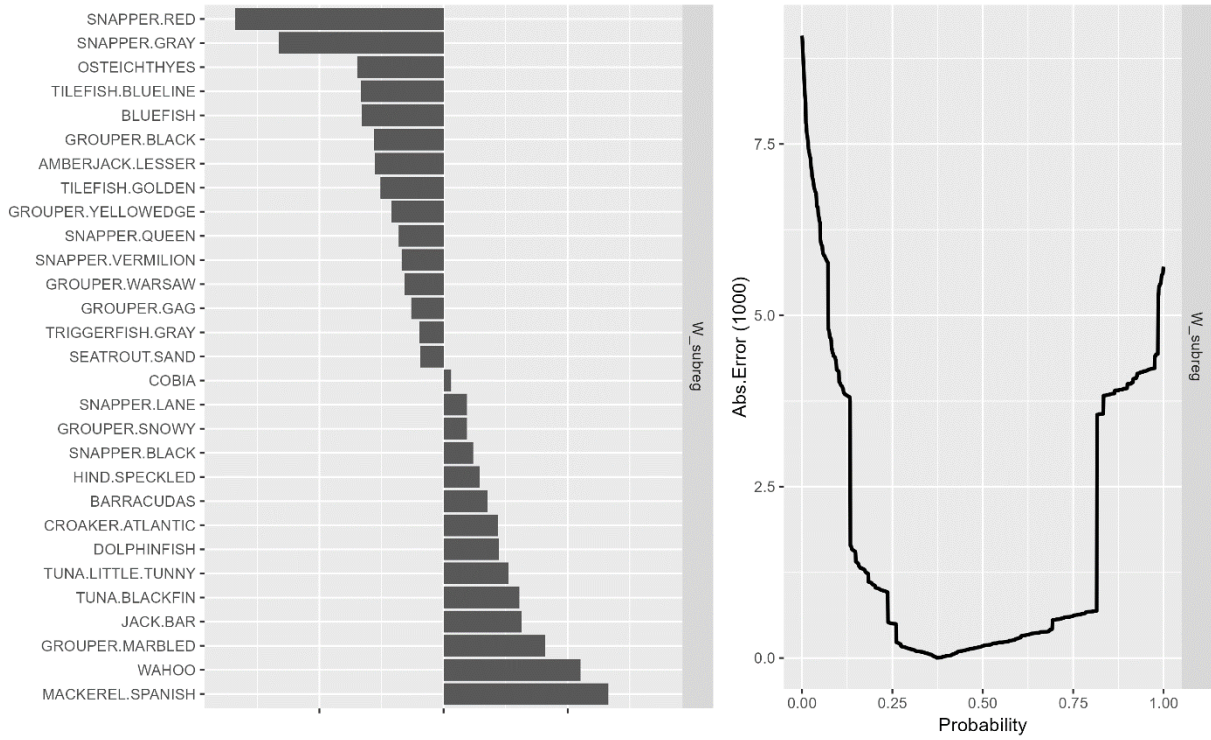 SNAPPER.RED
SNAPPER.GRAY
OSTEICHTHYES
TILEFISH.BLUELINE
BLUEFISH
GROUPER.BLACK
AMBERJACK.LESSER
TILEFISH.GOLDEN
GROUPER.YELLOWEDGE
SNAPPER.QUEEN
SNAPPER.VERMILION
GROUPER.WARSAW
GROUPER.GAG
TRIGGERFISH.GRAY
SEATROUT.SAND
COBIA
SNAPPER.LANE
GROUPER.SNOWY
SNAPPER.BLACK
HIND.SPECKLED
BARRACUDAS
CROAKER.ATLANTIC
DOLPHINFISH
TUNA.LITTLE.TUNNY
TUNA.BLACKFIN
JACK.BAR
GROUPER.MARBLED
WAHOO
MACKEREL.SPANISH
W_subreg
Abs.Error (1000)
7.5
5.0
2.5
0.0
0.00 0.25 0.50 0.75 1.00
Probability
W_subreg